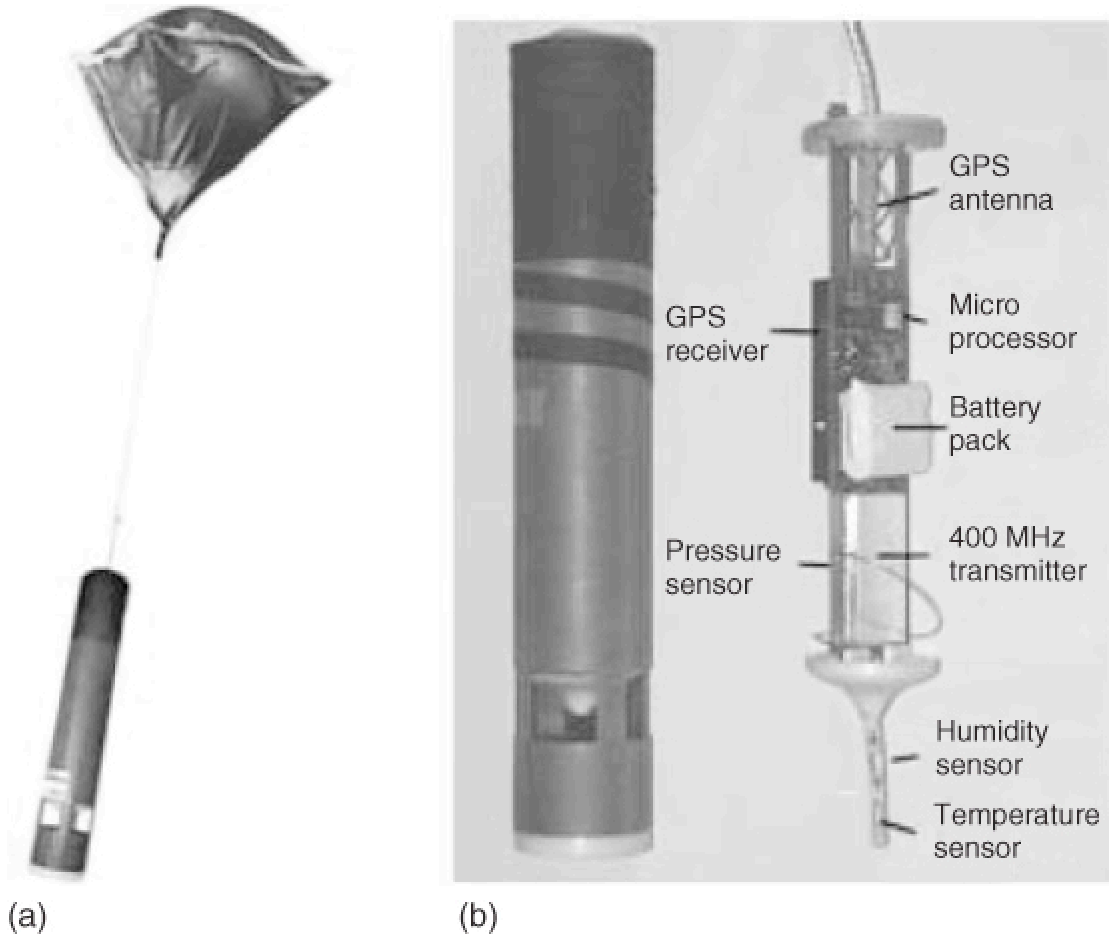 GPS
antenna
GPS
receiver
Micro
processor
Battery
pack
Pressure
sensor
400 MHz
transmitter
Humidity
sensor
Temperature
sensor
(a)
(b)